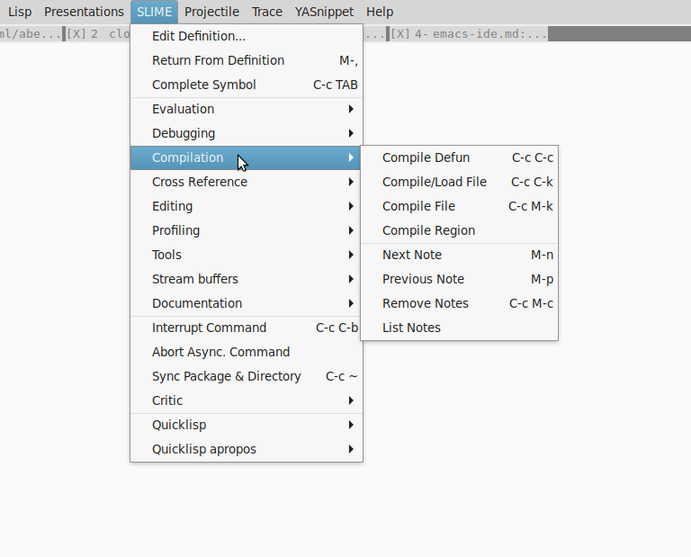 Lisp Presentations SLIME Projectile Trace YASnippet Help
ml/abe... [X] 2 clo ... [X] 4- emacs-ide.md:...
Edit Definition...
Return From Definition M-,
Complete Symbol C-c TAB
Evaluation
Debugging
Compilation
Cross Reference
Editing
Profiling
Tools
Stream buffers
Documentation
Interrupt Command C-c C-b
Abort Async. Command
Sync Package & Directory C-c ~
Critic
Quicklisp
Quicklisp apropos
Compile Defun C-c C-c
Compile/Load File C-c C-k
Compile File C-c M-k
Compile Region
Next Note M-n
Previous Note M-p
Remove Notes C-c M-c
List Notes